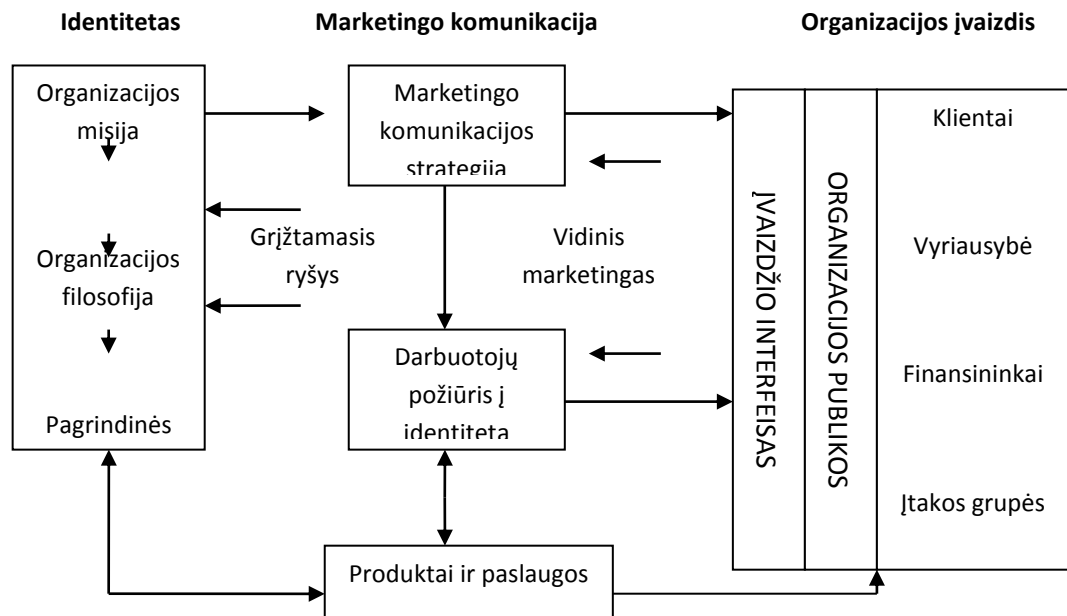 Identitetas
Marketingo komunikacija
Organizacijos įvaizdis
Organizacijos
misija
Organizacijos
filosofija
Pagrindinės
Grįžtamasis
ryšys
Marketingo
komunikacijos
strategija
Vidinis
marketingas
Darbuotojų
požiūris į
identitetą
Produktai ir paslaugos
ĮVAIZDŽIO INTERFEISAS
ORGANIZACIJOS PUBLIKOS
Klientai
Vyriausybė
Finansininkai
Įtakos grupės